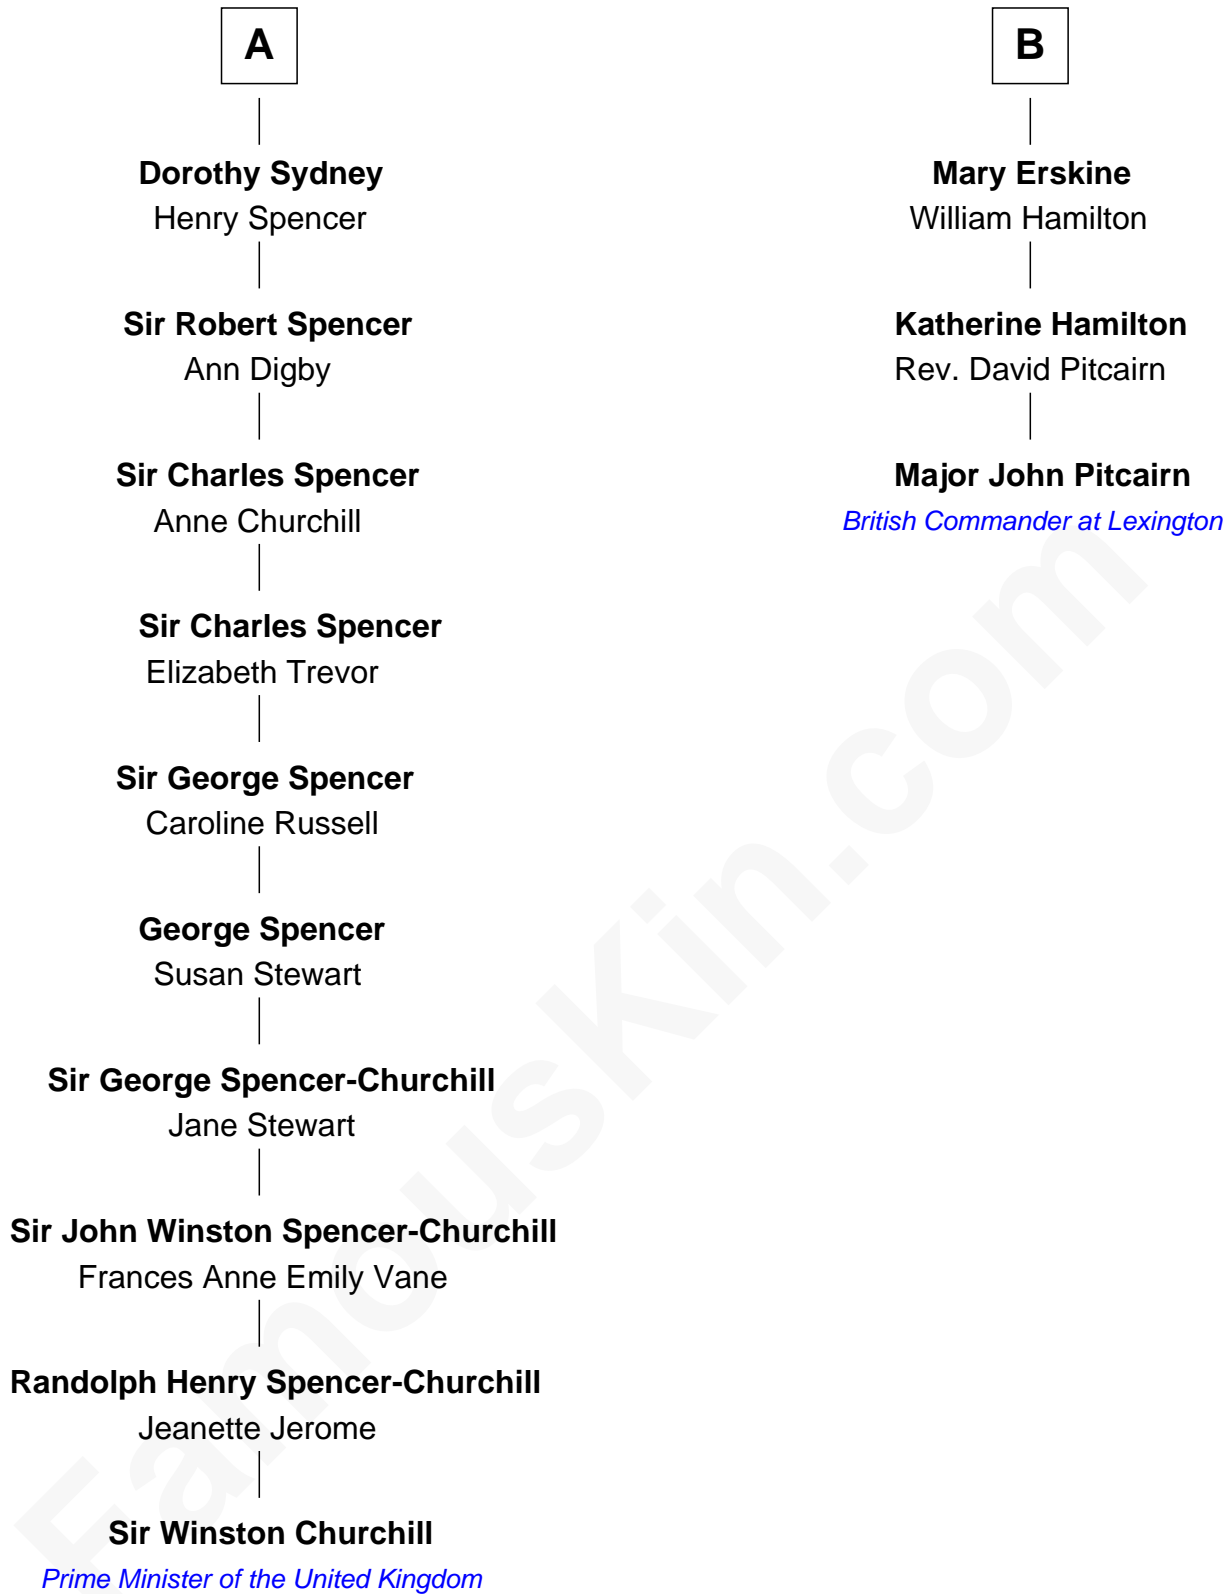 A
Dorothy Sydney
Henry Spencer
Sir Robert Spencer
Ann Digby
Sir Charles Spencer
Anne Churchill
Sir Charles Spencer
Elizabeth Trevor
Sir George Spencer
Caroline Russell
George Spencer
Susan Stewart
Sir George Spencer-Churchill
Jane Stewart
Sir John Winston Spencer-Churchill
Frances Anne Emily Vane
Randolph Henry Spencer-Churchill
Jeanette Jerome
Sir Winston Churchill
Prime Minister of the United Kingdom
B
Mary Erskine
William Hamilton
Katherine Hamilton
Rev. David Pitcairn
Major John Pitcairn
British Commander at Lexington
FamousKin.com